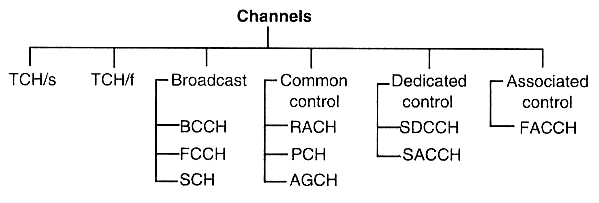 Channels
TCH/s TCH/f Broadcast Common control Dedicated control Associated control
BCCH RACH SDCCH FACCH
FCCH PCH SACCH
SCH AGCH